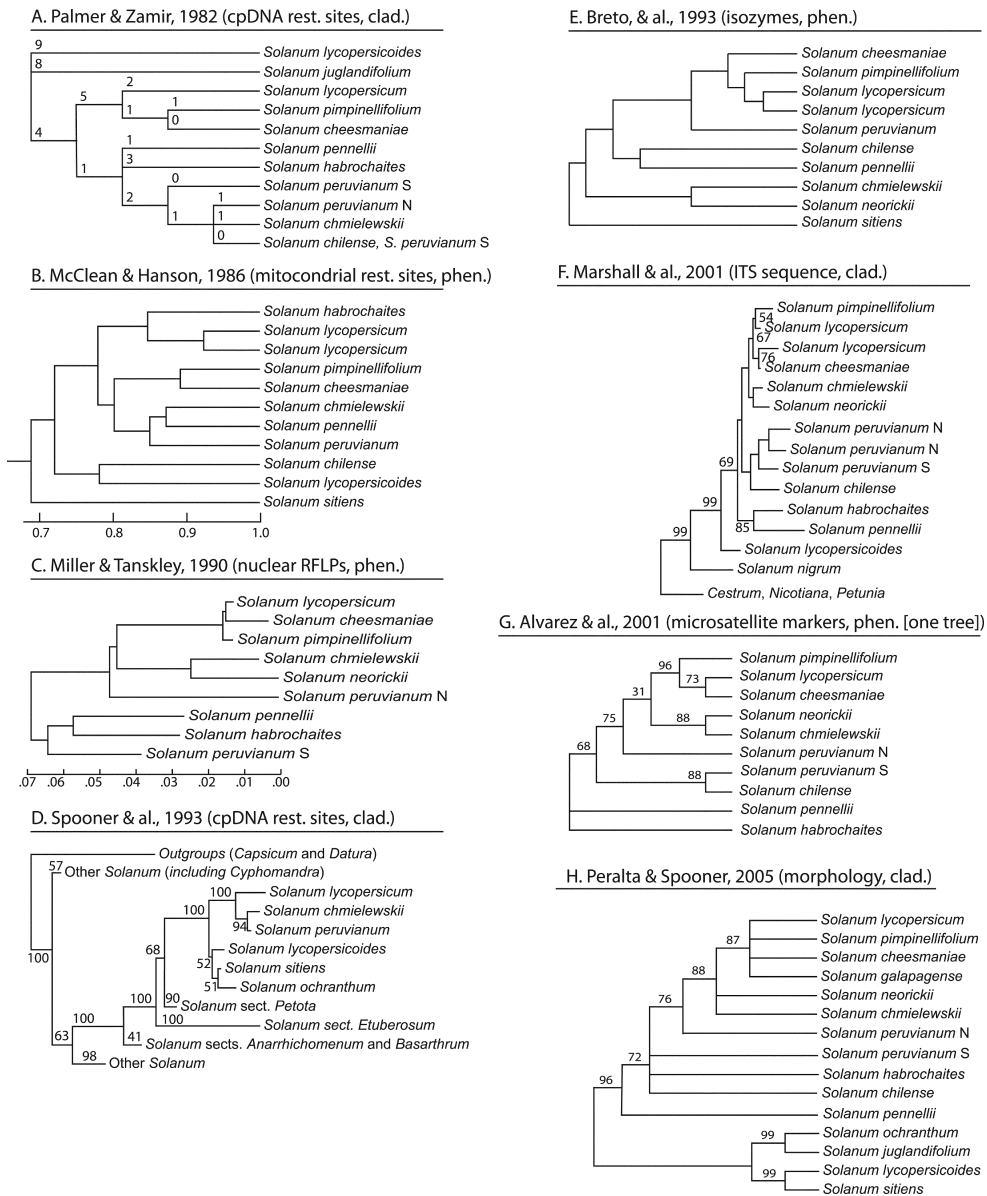 A. Palmer & Zamir, 1982 (cpDNA rest. sites, clad.)
9
Solanum lycopersicoides
8
Solanum juglandifolium
2
Solanum lycopersicum
5
1
1
Solanum pimpinellifolium
0
Solanum cheesmaniae
4
1
Solanum pennellii
3
Solanum habrochaites
1
0
Solanum peruvianum S
2
1
Solanum peruvianum N
1
1
Solanum chmielewskii
0
Solanum chilense, S. peruvianum S
B. McClean & Hanson, 1986 (mitocondrial rest. sites, phen.)
Solanum habrochaites
Solanum lycopersicum
Solanum lycopersicum
Solanum pimpinellifolium
Solanum cheesmaniae
Solanum chmielewskii
Solanum pennellii
Solanum peruvianum
Solanum chilense
Solanum lycopersicoides
Solanum sitiens
0.7 0.8 0.9 1.0
C. Miller & Tanskley, 1990 (nuclear RFLPs, phen.)
Solanum lycopersicum
Solanum cheesmaniae
Solanum pimpinellifolium
Solanum chmielewskii
Solanum neorickii
Solanum peruvianum N
Solanum pennellii
Solanum habrochaites
Solanum peruvianum S
.07 .06 .05 .04 .03 .02 .01 .00
D. Spooner & al., 1993 (cpDNA rest. sites, clad.)
Outgroups (Capsicum and Datura)
57
Other Solanum (including Cyphomandra)
100
Solanum lycopersicum
100
Solanum chmielewskii
94
Solanum peruvianum
68
Solanum lycopersicoides
52
Solanum sitiens
100
51
Solanum ochranthum
100
90
Solanum sect. Petota
100
100
Solanum sect. Etuberosum
63
41
Solanum sects. Anarrhichomenum and Basarthrum
98
Other Solanum
E. Breto, & al., 1993 (isozymes, phen.)
Solanum cheesmaniae
Solanum pimpinellifolium
Solanum lycopersicum
Solanum lycopersicum
Solanum peruvianum
Solanum chilense
Solanum pennellii
Solanum chmielewskii
Solanum neorickii
Solanum sitiens
F. Marshall & al., 2001 (ITS sequence, clad.)
Solanum pimpinellifolium
54
Solanum lycopersicum
67
Solanum lycopersicum
76
Solanum cheesmaniae
Solanum chmielewskii
Solanum neorickii
Solanum peruvianum N
Solanum peruvianum N
69
Solanum peruvianum S
Solanum chilense
99
Solanum habrochaites
85
Solanum pennellii
99
Solanum lycopersicoides
Solanum nigrum
Cestrum, Nicotiana, Petunia
G. Alvarez & al., 2001 (microsatellite markers, phen. [one tree])
Solanum pimpinellifolium
96
73
Solanum lycopersicum
Solanum cheesmaniae
31
88
Solanum neorickii
Solanum chmielewskii
75
Solanum peruvianum N
68
88
Solanum peruvianum S
Solanum chilense
Solanum pennellii
Solanum habrochaites
H. Peralta & Spooner, 2005 (morphology, clad.)
Solanum lycopersicum
87
Solanum pimpinellifolium
Solanum cheesmaniae
88
Solanum galapagense
76
Solanum neorickii
Solanum chmielewskii
Solanum peruvianum N
72
Solanum peruvianum S
Solanum habrochaites
96
Solanum chilense
Solanum pennellii
99
Solanum ochranthum
Solanum juglandifolium
99
Solanum lycopersicoides
Solanum sitiens